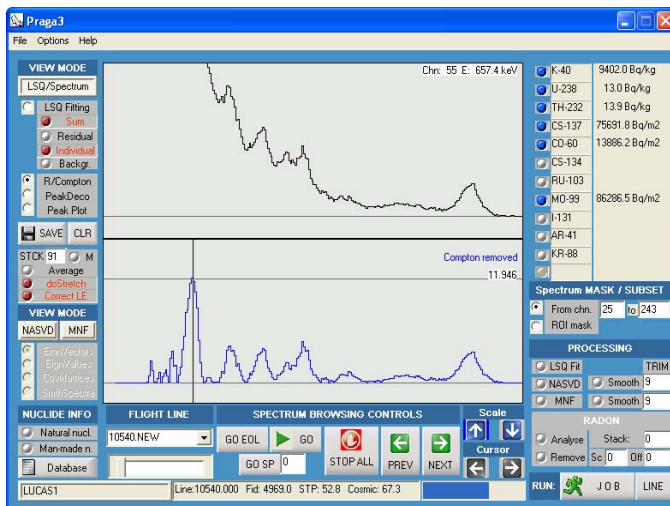 Praga3
File Options Help
VIEW MODE
LSQ/Spectrum
LSQ Fitting
Sum
Residual
Individual
Backgr.
R/Compton
PeakDeco
Peak Plot
SAVE CLR
STCK 91 M
Average
doStretch
Correct LE
VIEW MODE
NASVD MNF
EignVectors
EignValues
CovMatrices
SmthSpectra
NUCLIDE INFO
Natural nucl.
Man-made n.
Database
Chn: 55 E: 657.4 keV
Compton removed
11.946
FLIGHT LINE
10540.NEW
SPECTRUM BROWSING CONTROLS
GO EOL GO
GO SP 0
STOP ALL
PREV
NEXT
Scale
Cursor
K-40 9402.0 Bq/kg
U-238 13.0 Bq/kg
TH-232 13.9 Bq/kg
CS-137 75691.8 Bq/m2
CO-60 13886.2 Bq/m2
CS-134
RU-103
MO-99 86286.5 Bq/m2
I-131
AR-41
KR-88
Spectrum MASK / SUBSET
From chn. 25 to 243
ROI mask
PROCESSING
LSQ Fit TRIM
NASVD Smooth 9
MNF Smooth 9
RADON
Analyse Stack: 0
Remove Sc 0 Off 0
RUN: JOB LINE
LUCAS1 Line:10540.000 Fid: 4969.0 STP: 52.8 Cosmic: 67.3